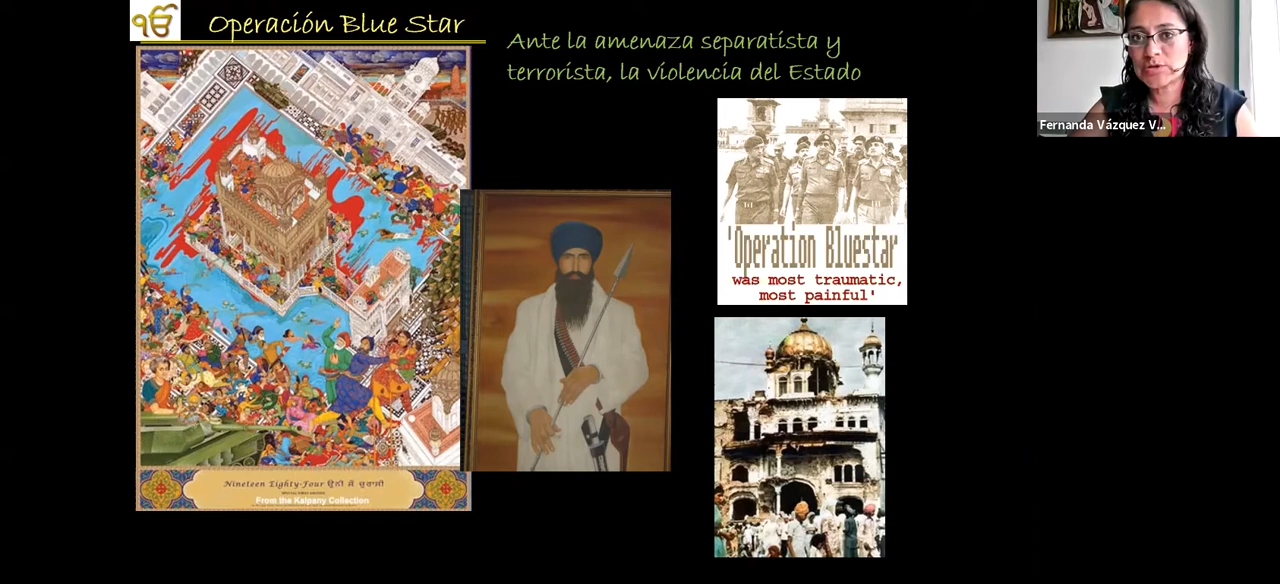 ੴ
Operación Blue Star
Ante la amenaza separatista y
terrorista, la violencia del Estado
Fernanda Vázquez V...
'Operation Bluestar
was most traumatic,
most painful'
Nineteen Eighty-Four ਉਨੀ ਸੌ ਚੁਰਾਸੀ
From the Kalpany Collection